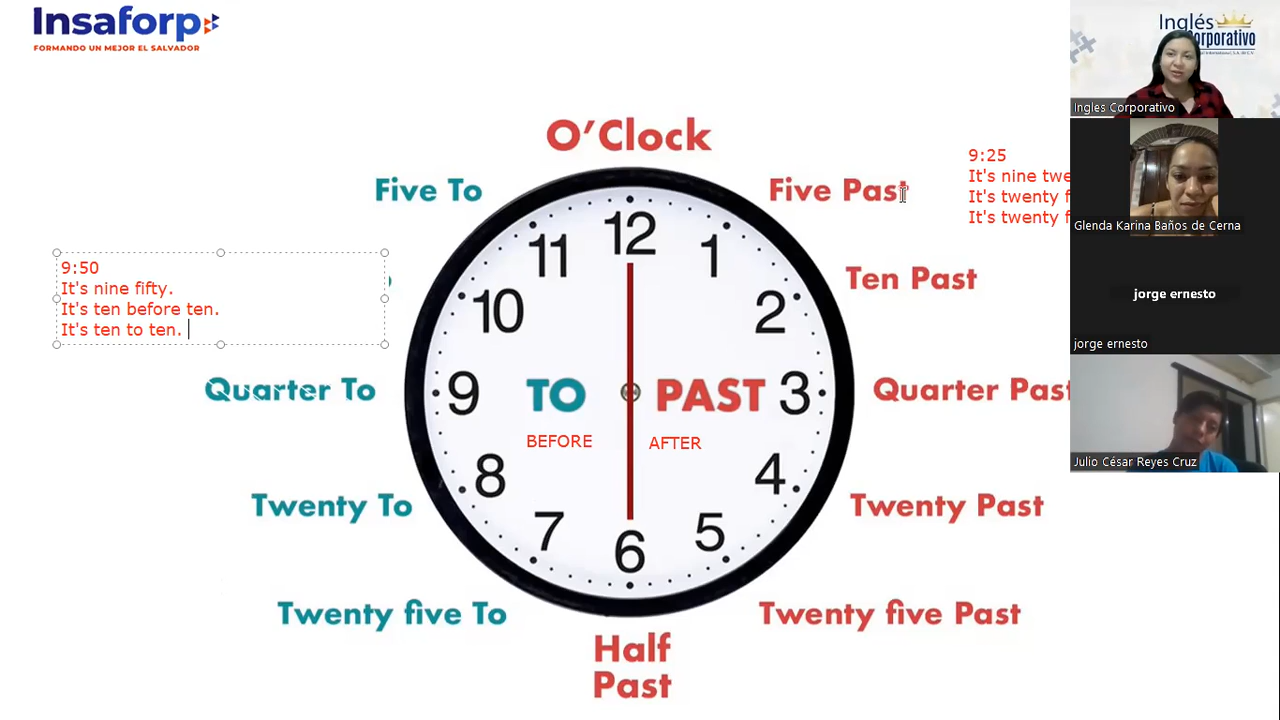 Insaforp
FORMANDO UN MEJOR EL SALVADOR
O'Clock
Five To
Five Past
9:25
It's nine
It's twenty
It's twenty
9:50
It's nine fifty.
It's ten before ten.
It's ten to ten.
Ten Past
Quarter To
Quarter Past
Twenty To
Twenty Past
Twenty five To
Twenty five Past
Half
Past
12
1
2
3
4
5
6
7
8
9
10
11
TO
PAST
BEFORE
AFTER
Inglés
Corporativo
Ingles Corporativo
Glenda Karina Baños de Cerna
jorge ernesto
jorge ernesto
Julio César Reyes Cruz